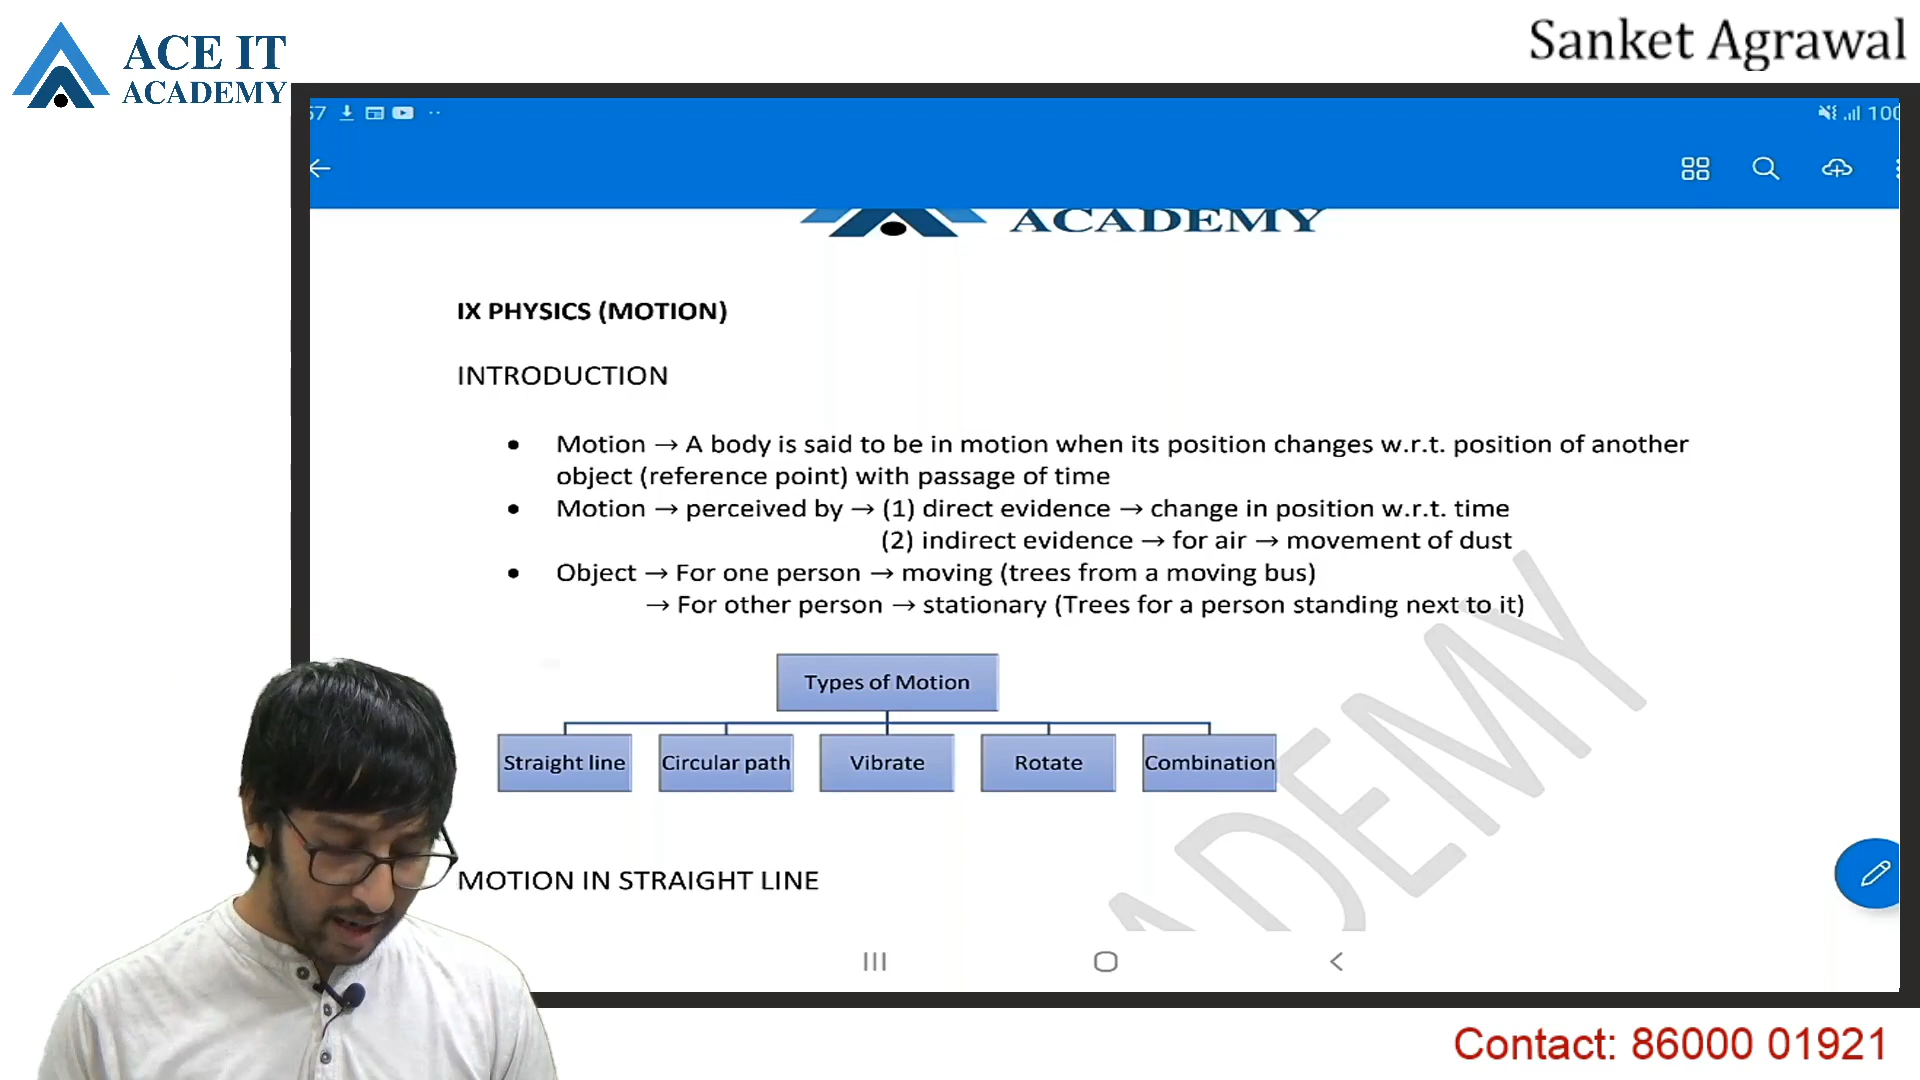 ACE IT
ACADEMY
Sanket Agrawal
57
100
ACADEMY
IX PHYSICS (MOTION)
INTRODUCTION
• Motion → A body is said to be in motion when its position changes w.r.t. position of another
object (reference point) with passage of time
• Motion → perceived by → (1) direct evidence → change in position w.r.t. time
(2) indirect evidence → for air → movement of dust
• Object → For one person → moving (trees from a moving bus)
→ For other person → stationary (Trees for a person standing next to it)
Types of Motion
Straight line
Circular path
Vibrate
Rotate
Combination
MOTION IN STRAIGHT LINE
ADEMY
Contact: 86000 01921